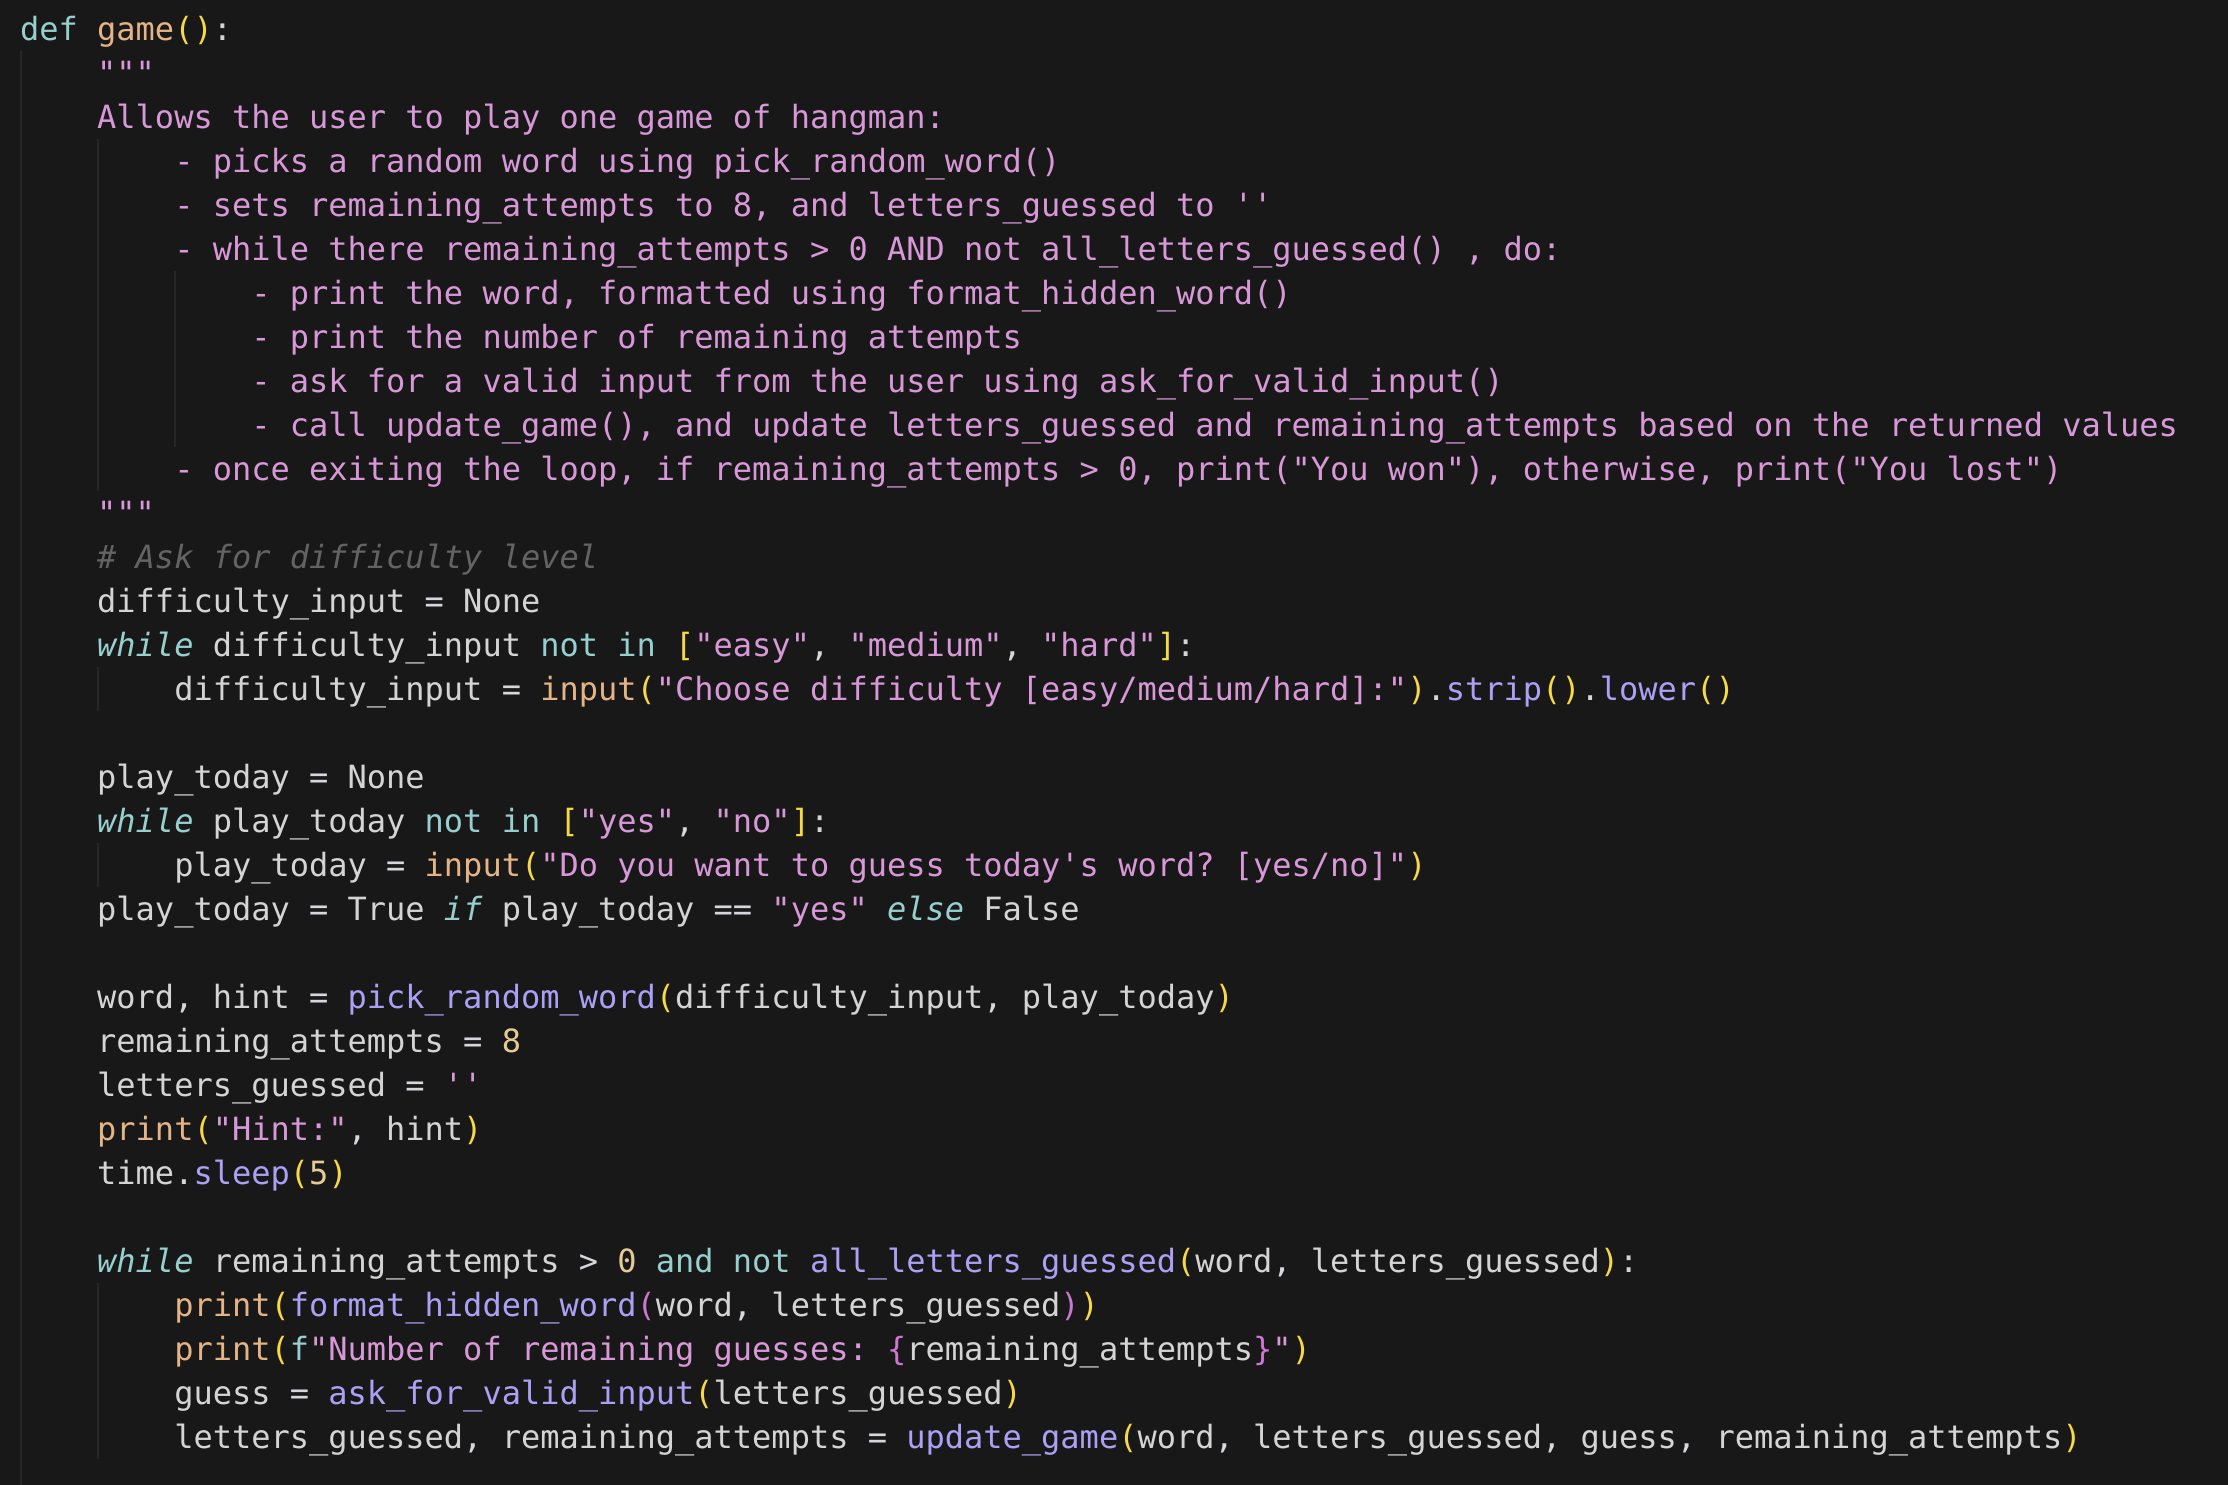 def game():
    """
    Allows the user to play one game of hangman:
        - picks a random word using pick_random_word()
        - sets remaining_attempts to 8, and letters_guessed to ''
        - while there remaining_attempts > 0 AND not all_letters_guessed() , do:
            - print the word, formatted using format_hidden_word()
            - print the number of remaining attempts
            - ask for a valid input from the user using ask_for_valid_input()
            - call update_game(), and update letters_guessed and remaining_attempts based on the returned values
        - once exiting the loop, if remaining_attempts > 0, print("You won"), otherwise, print("You lost")
    """
    # Ask for difficulty level
    difficulty_input = None
    while difficulty_input not in ["easy", "medium", "hard"]:
        difficulty_input = input("Choose difficulty [easy/medium/hard]:").strip().lower()

    play_today = None
    while play_today not in ["yes", "no"]:
        play_today = input("Do you want to guess today's word? [yes/no]")
    play_today = True if play_today == "yes" else False

    word, hint = pick_random_word(difficulty_input, play_today)
    remaining_attempts = 8
    letters_guessed = ''
    print("Hint:", hint)
    time.sleep(5)

    while remaining_attempts > 0 and not all_letters_guessed(word, letters_guessed):
        print(format_hidden_word(word, letters_guessed))
        print(f"Number of remaining guesses: {remaining_attempts}")
        guess = ask_for_valid_input(letters_guessed)
        letters_guessed, remaining_attempts = update_game(word, letters_guessed, guess, remaining_attempts)